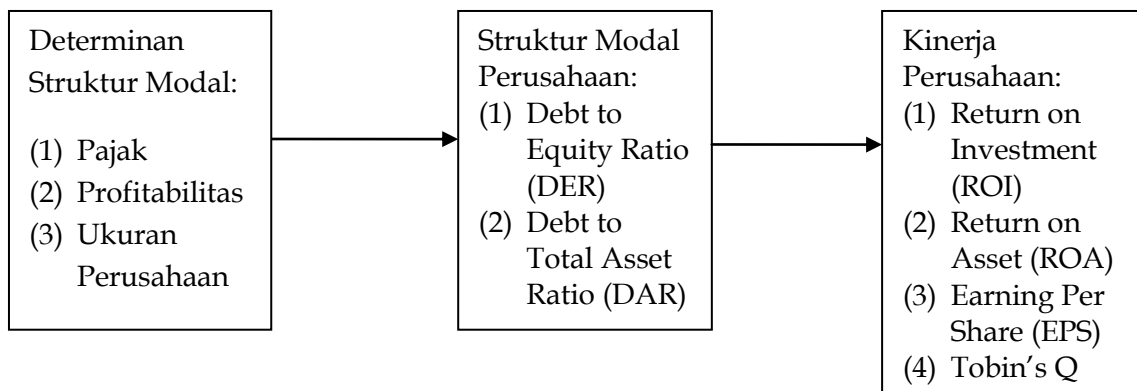 Determinan
Struktur Modal:
(1) Pajak
(2) Profitabilitas
(3) Ukuran
Perusahaan
Struktur Modal
Perusahaan:
(1) Debt to
Equity Ratio
(DER)
(2) Debt to
Total Asset
Ratio (DAR)
Kinerja
Perusahaan:
(1) Return on
Investment
(ROI)
(2) Return on
Asset (ROA)
(3) Earning Per
Share (EPS)
(4) Tobin’s Q